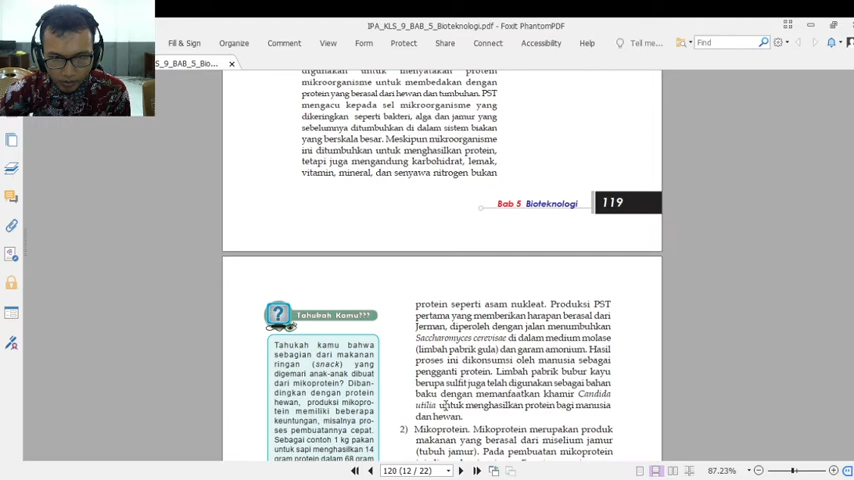 IPA_KLS_9_BAB_5_Bioteknologi.pdf - Foxit PhantomPDF
Fill & Sign Organize Comment View Form Protect Share Connect Accessibility Help Tell me... Find
S_9_BAB_5_Bio...
digunakan untuk menyatakan protein
mikroorganisme untuk membedakan dengan
protein yang berasal dari hewan dan tumbuhan. PST
mengacu kepada sel mikroorganisme yang
dikeringkan seperti bakteri, alga dan jamur yang
sebelumnya ditumbuhkan di dalam sistem biakan
yang berskala besar. Meskipun mikroorganisme
ini ditumbuhkan untuk menghasilkan protein,
tetapi juga mengandung karbohidrat, lemak,
vitamin, mineral, dan senyawa nitrogen bukan
Bab 5 Bioteknologi 119
? Tahukah Kamu???
Tahukah kamu bahwa
sebagian dari makanan
ringan (snack) yang
digemari anak-anak dibuat
dari mikoprotein? Diban-
dingkan dengan protein
hewan, produksi mikopro-
tein memiliki beberapa
keuntungan, misalnya pro-
ses pembuatannya cepat.
Sebagai contoh 1 kg pakan
untuk sapi menghasilkan 14
gram protein dalam 68 gram
protein seperti asam nukleat. Produksi PST
pertama yang memberikan harapan berasal dari
Jerman, diperoleh dengan jalan menumbuhkan
Saccharomyces cerevisae di dalam medium molase
(limbah pabrik gula) dan garam amonium. Hasil
proses ini dikonsumsi oleh manusia sebagai
pengganti protein. Limbah pabrik bubur kayu
berupa sulfit juga telah digunakan sebagai bahan
baku dengan memanfaatkan khamir Candida
utilia untuk menghasilkan protein bagi manusia
dan hewan.
2) Mikoprotein. Mikoprotein merupakan produk
makanan yang berasal dari miselium jamur
(tubuh jamur). Pada pembuatan mikoprotein
120 (12 / 22) 87.23%